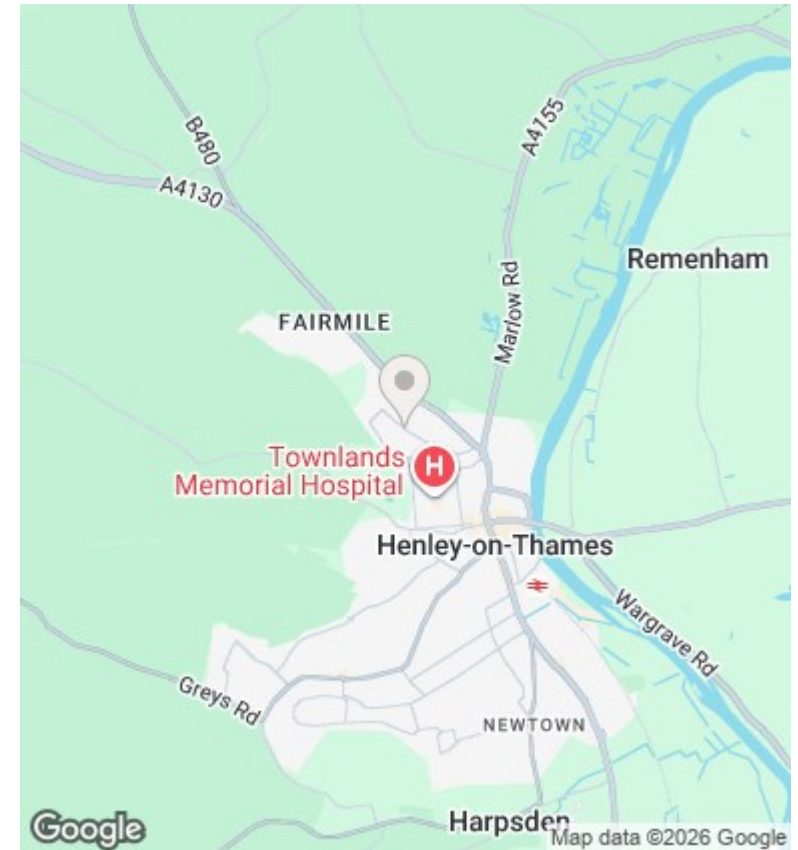 B480
A4155
A4130
Remenham
Marlow Rd
FAIRMILE
Townlands
Memorial Hospital
H
Henley-on-Thames
Wargrave Rd
Greys Rd
NEWTOWN
Harpsden
Google
Map data ©2026 Google